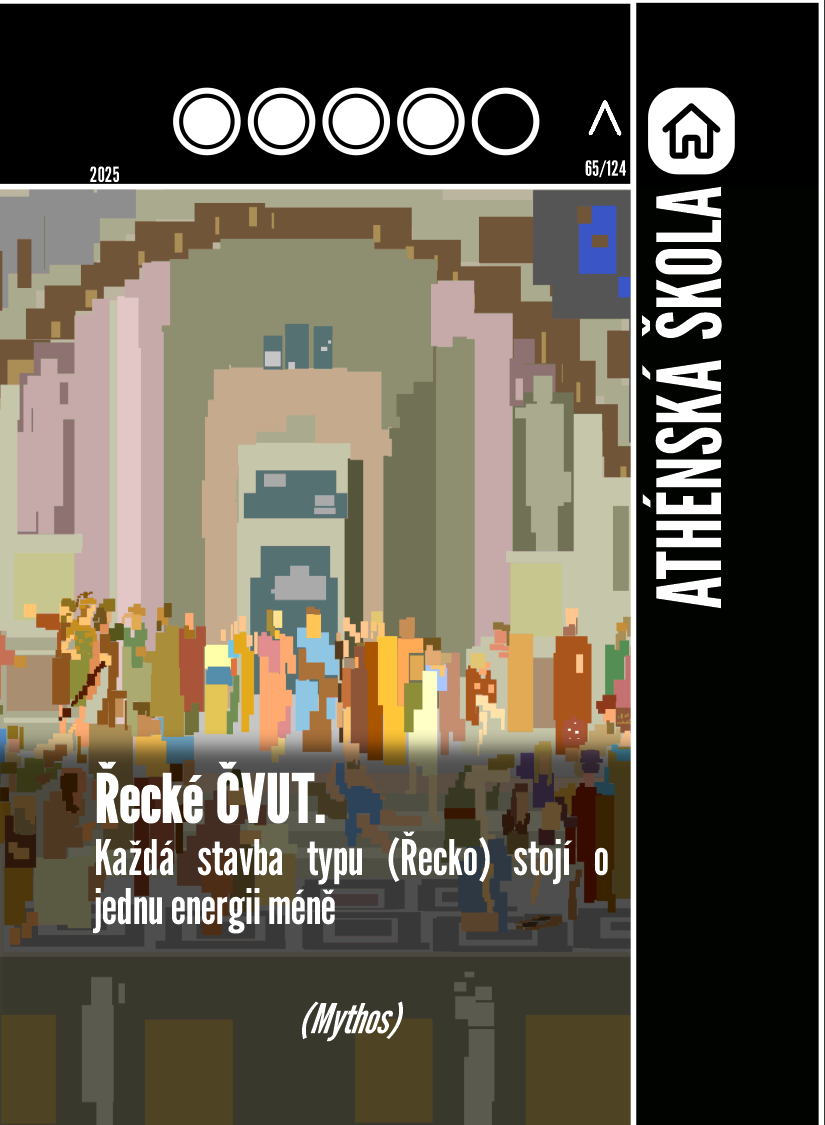 2025
65/124
ATHÉNSKÁ ŠKOLA
Řecké ČVUT.
Každá stavba typu (Řecko) stojí o
jednu energii méně
(Mythos)